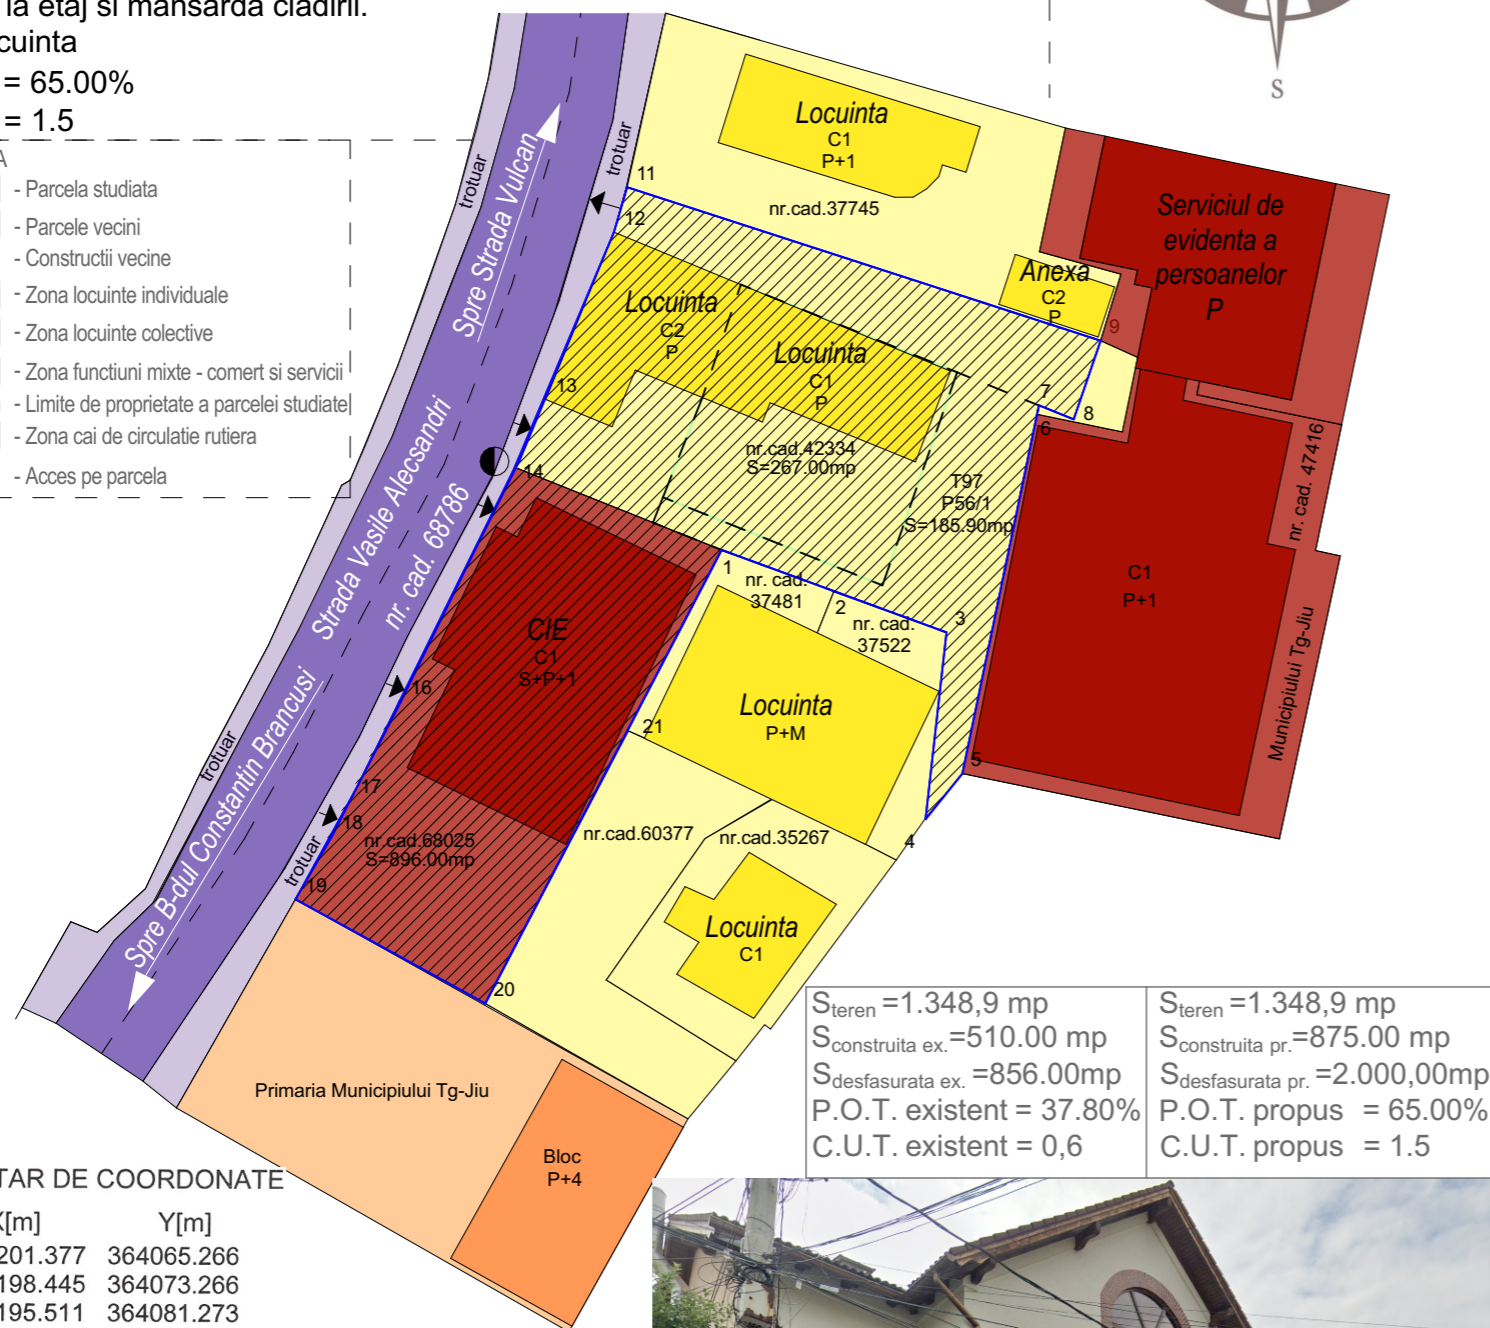 la etaj si mansarda cladirii.
cuinta
= 65.00%
= 1.5
A
- Parcela studiata
- Parcele vecini
- Constructii vecine
- Zona locuinte individuale
- Zona locuinte colective
- Zona functiuni mixte - comert si servicii
- Limite de proprietate a parcelei studiate
- Zona cai de circulatie rutiera
- Acces pe parcela
S
trotuar
trotuar
Spre Strada Vulcan
Strada Vasile Alecsandri
nr. cad. 68786
Spre B-dul Constantin Brancusi
trotuar
trotuar
Locuinta
C1
P+1
nr.cad.37745
11
12
Anexa
C2
P
9
Serviciul de
evidenta a
persoanelor
P
Locuinta
C2
P
Locuinta
C1
P
13
7
8
6
nr.cad.42334
S=267.00mp
14
T97
P56/1
S=185.90mp
nr. cad. 47416
C1
P+1
Municipiului Tg-Jiu
1
nr. cad.
37481
2
nr. cad.
37522
3
CIE
C1
S+P+1
16
Locuinta
P+M
21
5
17
18
nr.cad.68025
S=896.00mp
nr.cad.60377
nr.cad.35267
4
19
Locuinta
C1
20
Primaria Municipiului Tg-Jiu
Bloc
P+4
Steren =1.348,9 mp
Sconstruita ex.=510.00 mp
Sdesfasurata ex. =856.00mp
P.O.T. existent = 37.80%
C.U.T. existent = 0,6
Steren =1.348,9 mp
Sconstruita pr.=875.00 mp
Sdesfasurata pr. =2.000,00mp
P.O.T. propus = 65.00%
C.U.T. propus = 1.5
TAR DE COORDONATE
X[m] Y[m]
201.377 364065.266
198.445 364073.266
195.511 364081.273